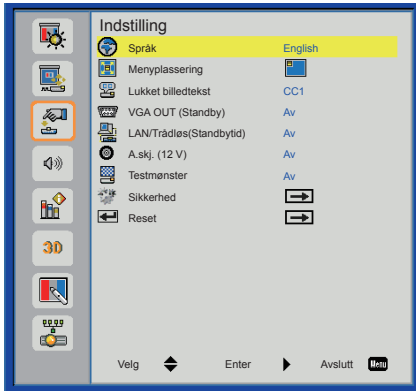 Indstilling
Språk English
Menyplassering
Lukket billedtekst CC1
VGA OUT (Standby) Av
LAN/Trådløs(Standbytid) Av
A.skj. (12 V) Av
Testmønster Av
Sikkerhed
Reset
3D
Velg Enter Avslutt Menu